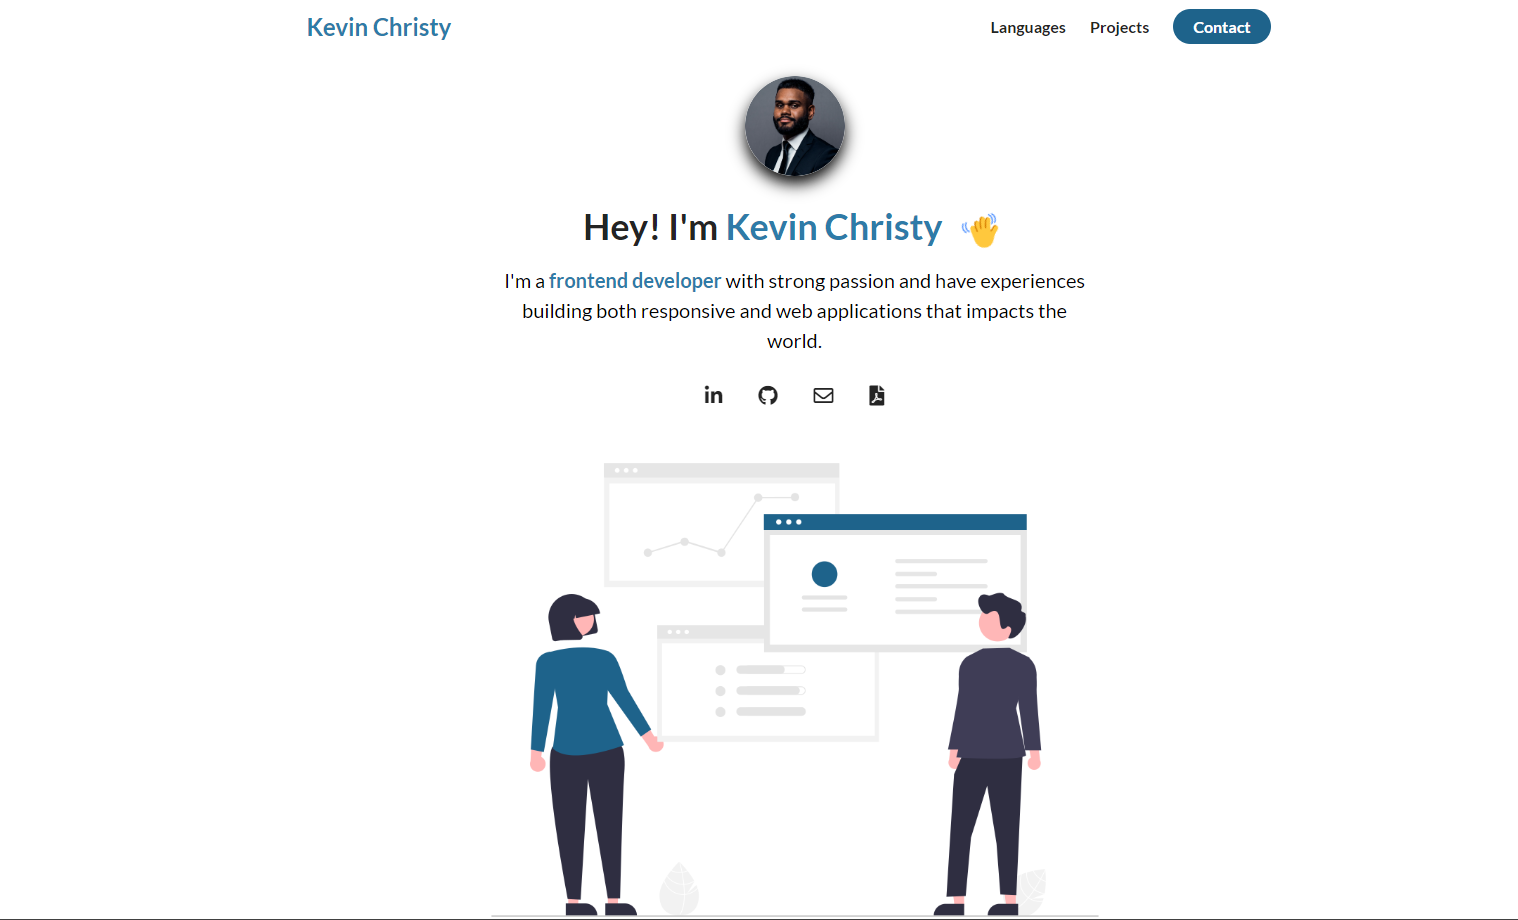 Kevin Christy
Languages Projects Contact
Hey! I'm Kevin Christy 👋
I'm a frontend developer with strong passion and have experiences
building both responsive and web applications that impacts the
world.